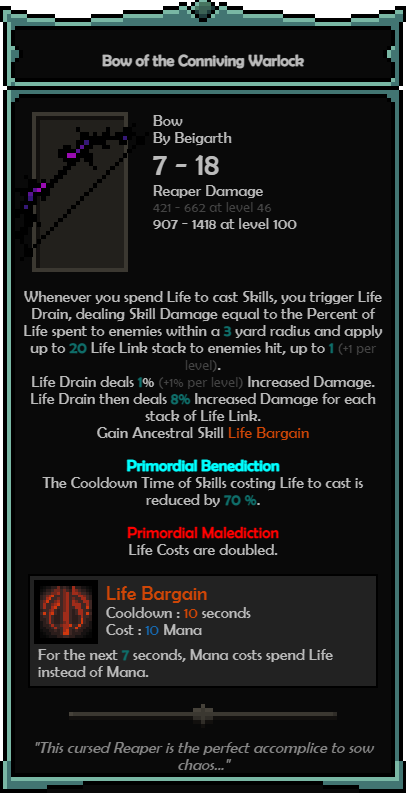 Bow of the Conniving Warlock
Bow
By Beigarth
7 - 18
Reaper Damage
421 - 662 at level 46
907 - 1418 at level 100
Whenever you spend Life to cast Skills, you trigger Life
Drain, dealing Skill Damage equal to the Percent of
Life spent to enemies within a 3 yard radius and apply
up to 20 Life Link stack to enemies hit, up to 1 (+1 per
level).
Life Drain deals 1% (+1% per level) Increased Damage.
Life Drain then deals 8% Increased Damage for each
stack of Life Link.
Gain Ancestral Skill Life Bargain
Primordial Benediction
The Cooldown Time of Skills costing Life to cast is
reduced by 70 %.
Primordial Malediction
Life Costs are doubled.
Life Bargain
Cooldown : 10 seconds
Cost : 10 Mana
For the next 7 seconds, Mana costs spend Life
instead of Mana.
"This cursed Reaper is the perfect accomplice to sow
chaos..."